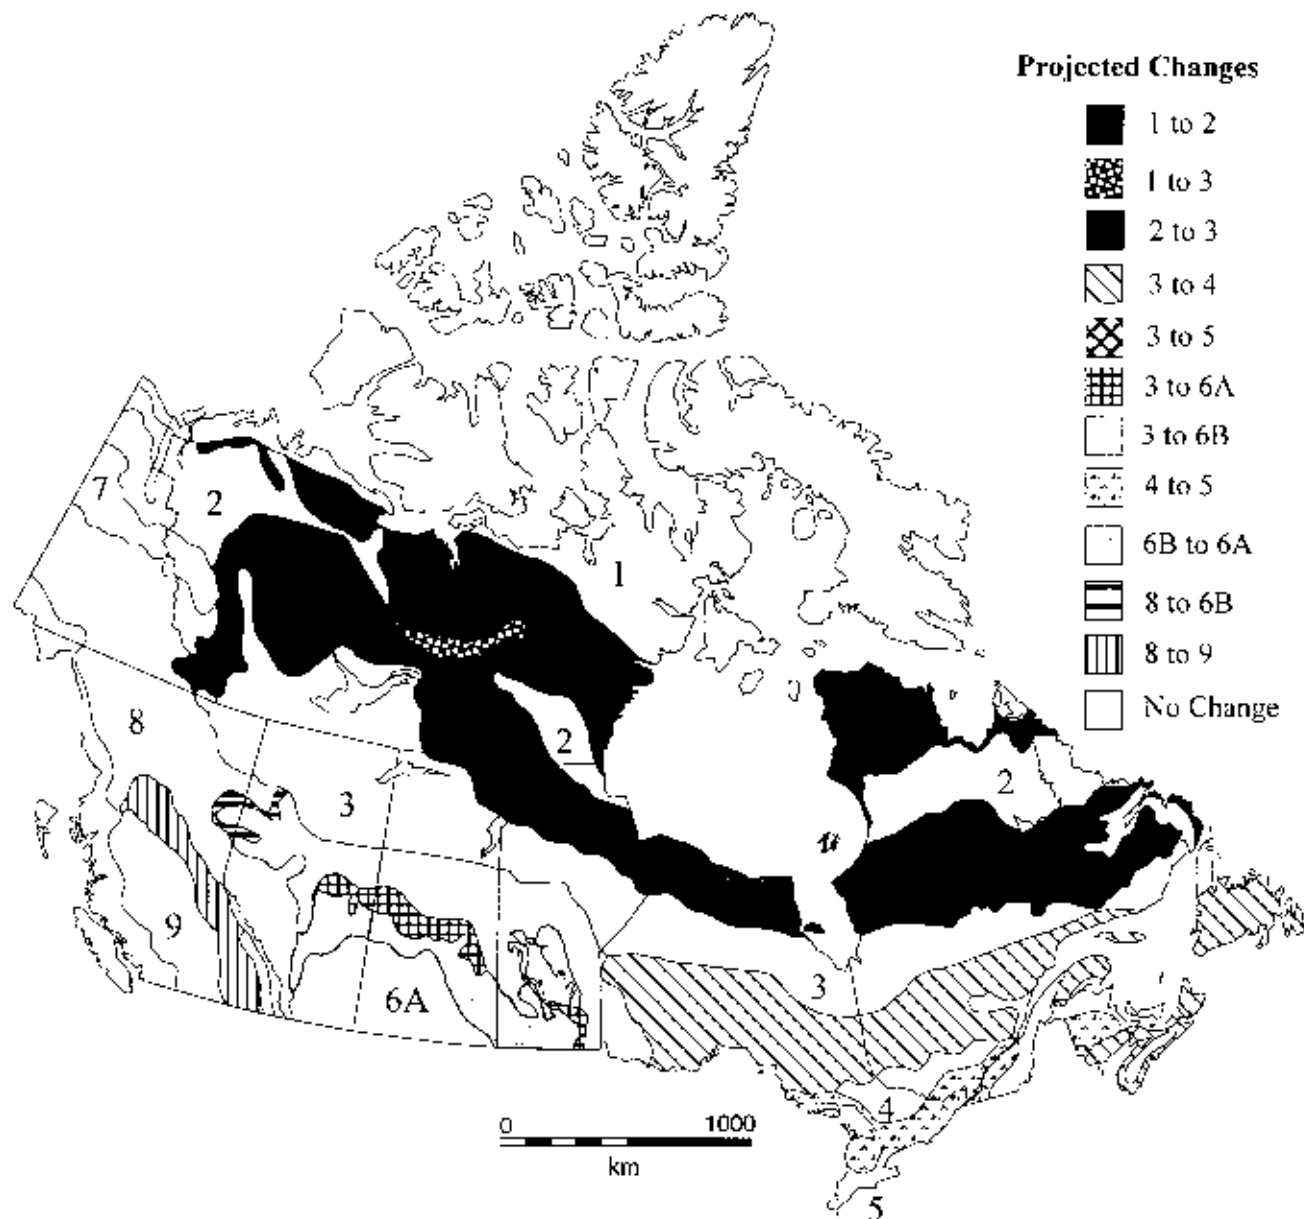 Projected Changes
1 to 2
1 to 3
2 to 3
3 to 4
3 to 5
3 to 6A
3 to 6B
4 to 5
6B to 6A
8 to 6B
8 to 9
No Change
7
2
1
8
2
3
2
9
6A
3
4
5
0 1000
km